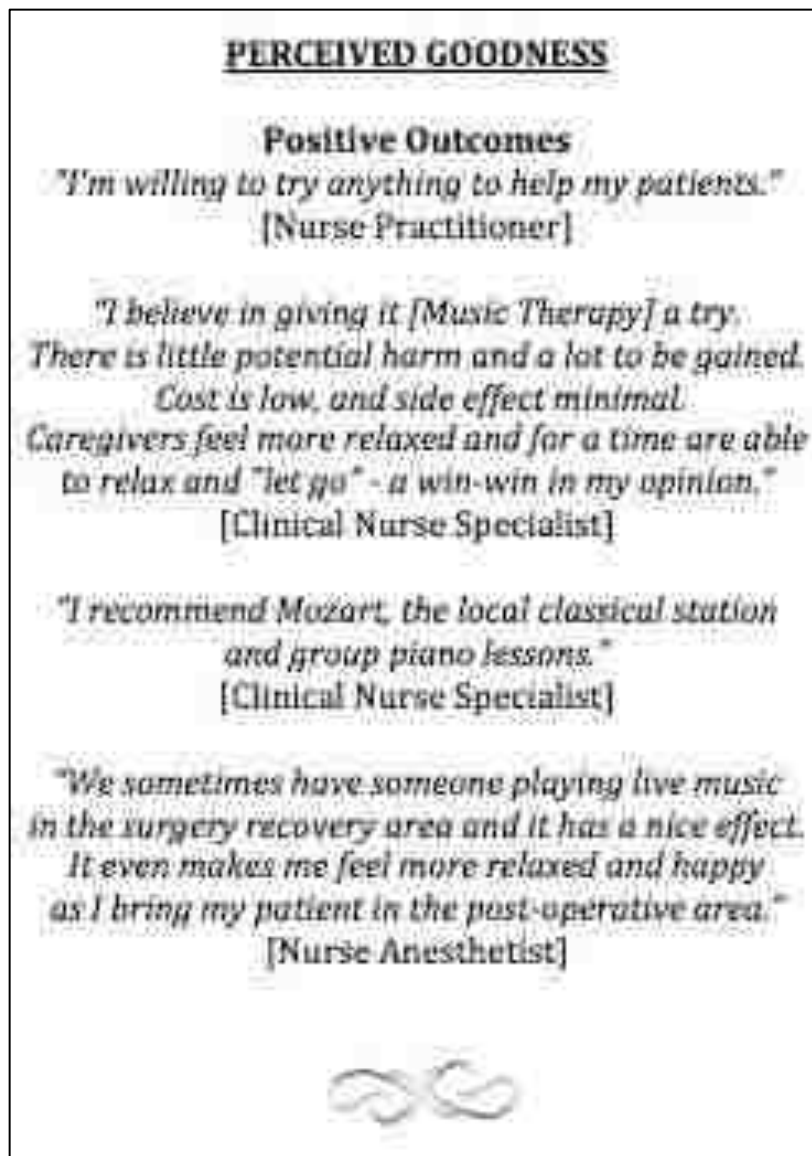 PERCEIVED GOODNESS
Positive Outcomes
"I'm willing to try anything to help my patients."
[Nurse Practitioner]
"I believe in giving it [Music Therapy] a try.
There is little potential harm and a lot to be gained.
Cost is low, and side effect minimal.
Caregivers feel more relaxed and for a time are able
to relax and "let go" - a win-win in my opinion."
[Clinical Nurse Specialist]
"I recommend Mozart, the local classical station
and group piano lessons."
[Clinical Nurse Specialist]
"We sometimes have someone playing live music
in the surgery recovery area and it has a nice effect.
It even makes me feel more relaxed and happy
as I bring my patient in the post-operative area."
[Nurse Anesthetist]